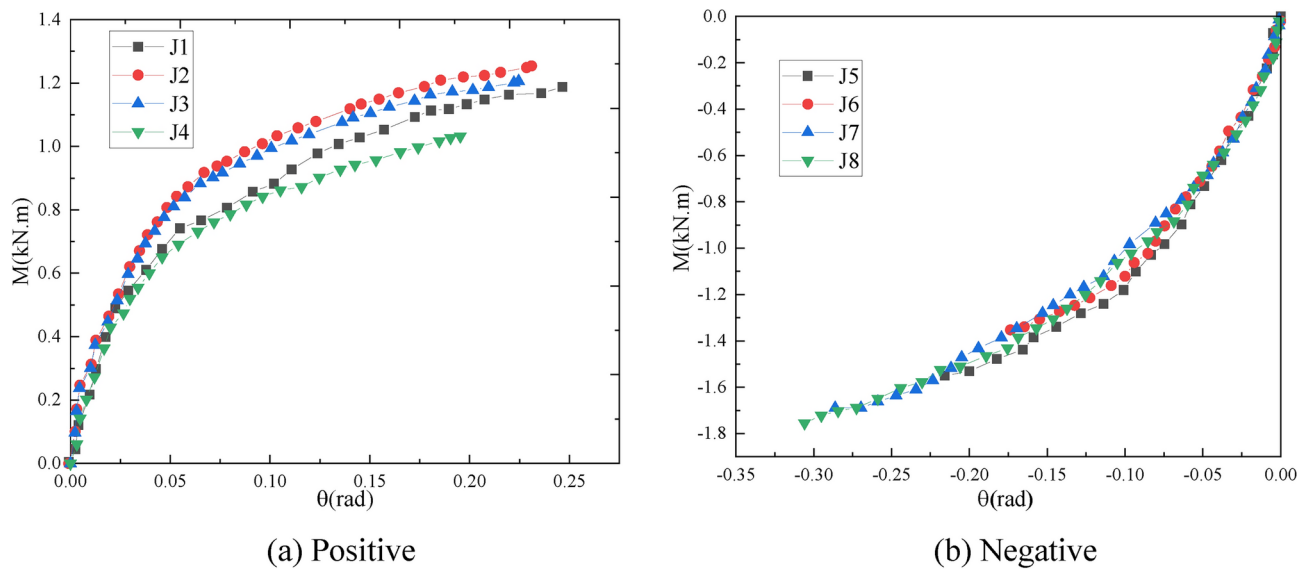 1.4
1.2
1.0
0.8
0.6
0.4
0.2
0.0
M(kN.m)
J1
J2
J3
J4
0.00
0.05
0.10
0.15
0.20
0.25
θ(rad)
(a) Positive
0.0
-0.2
-0.4
-0.6
-0.8
-1.0
-1.2
-1.4
-1.6
-1.8
M(kN.m)
J5
J6
J7
J8
-0.35
-0.30
-0.25
-0.20
-0.15
-0.10
-0.05
0.00
θ(rad)
(b) Negative